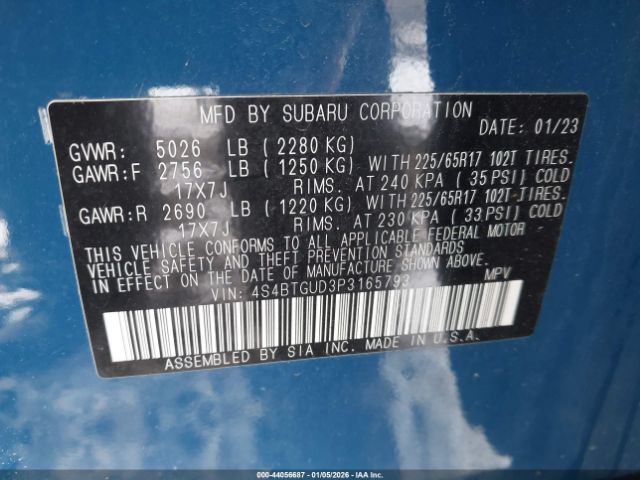 MFD BY SUBARU CORPORATION
DATE: 01/23
GVWR: 5026 LB ( 2280 KG)
GAWR:F 2756 LB ( 1250 KG) WITH 225/65R17 102T TIRES.
17X7J RIMS. AT 240 KPA ( 35 PSI) COLD
GAWR:R 2690 LB ( 1220 KG) WITH 225/65R17 102T TIRES.
17X7J RIMS. AT 230 KPA ( 33 PSI) COLD
THIS VEHICLE CONFORMS TO ALL APPLICABLE FEDERAL MOTOR
VEHICLE SAFETY AND THEFT PREVENTION STANDARDS
IN EFFECT ON THE DATE OF MANUFACTURE SHOWN ABOVE.
VIN: 4S4BTGUD3P3165793 MPV
ASSEMBLED BY SIA INC. MADE IN U.S.A.
000-44056687 - 01/05/2026 - IAA Inc.